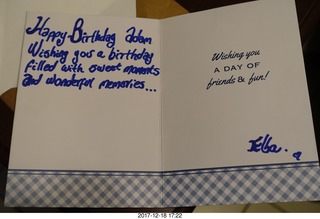 Happy Birthday Adam
Wishing you a birthday
filled with sweet moments
and wonderful memories...
Wishing you
A DAY OF
friends & fun!
2017-12-18 17:22